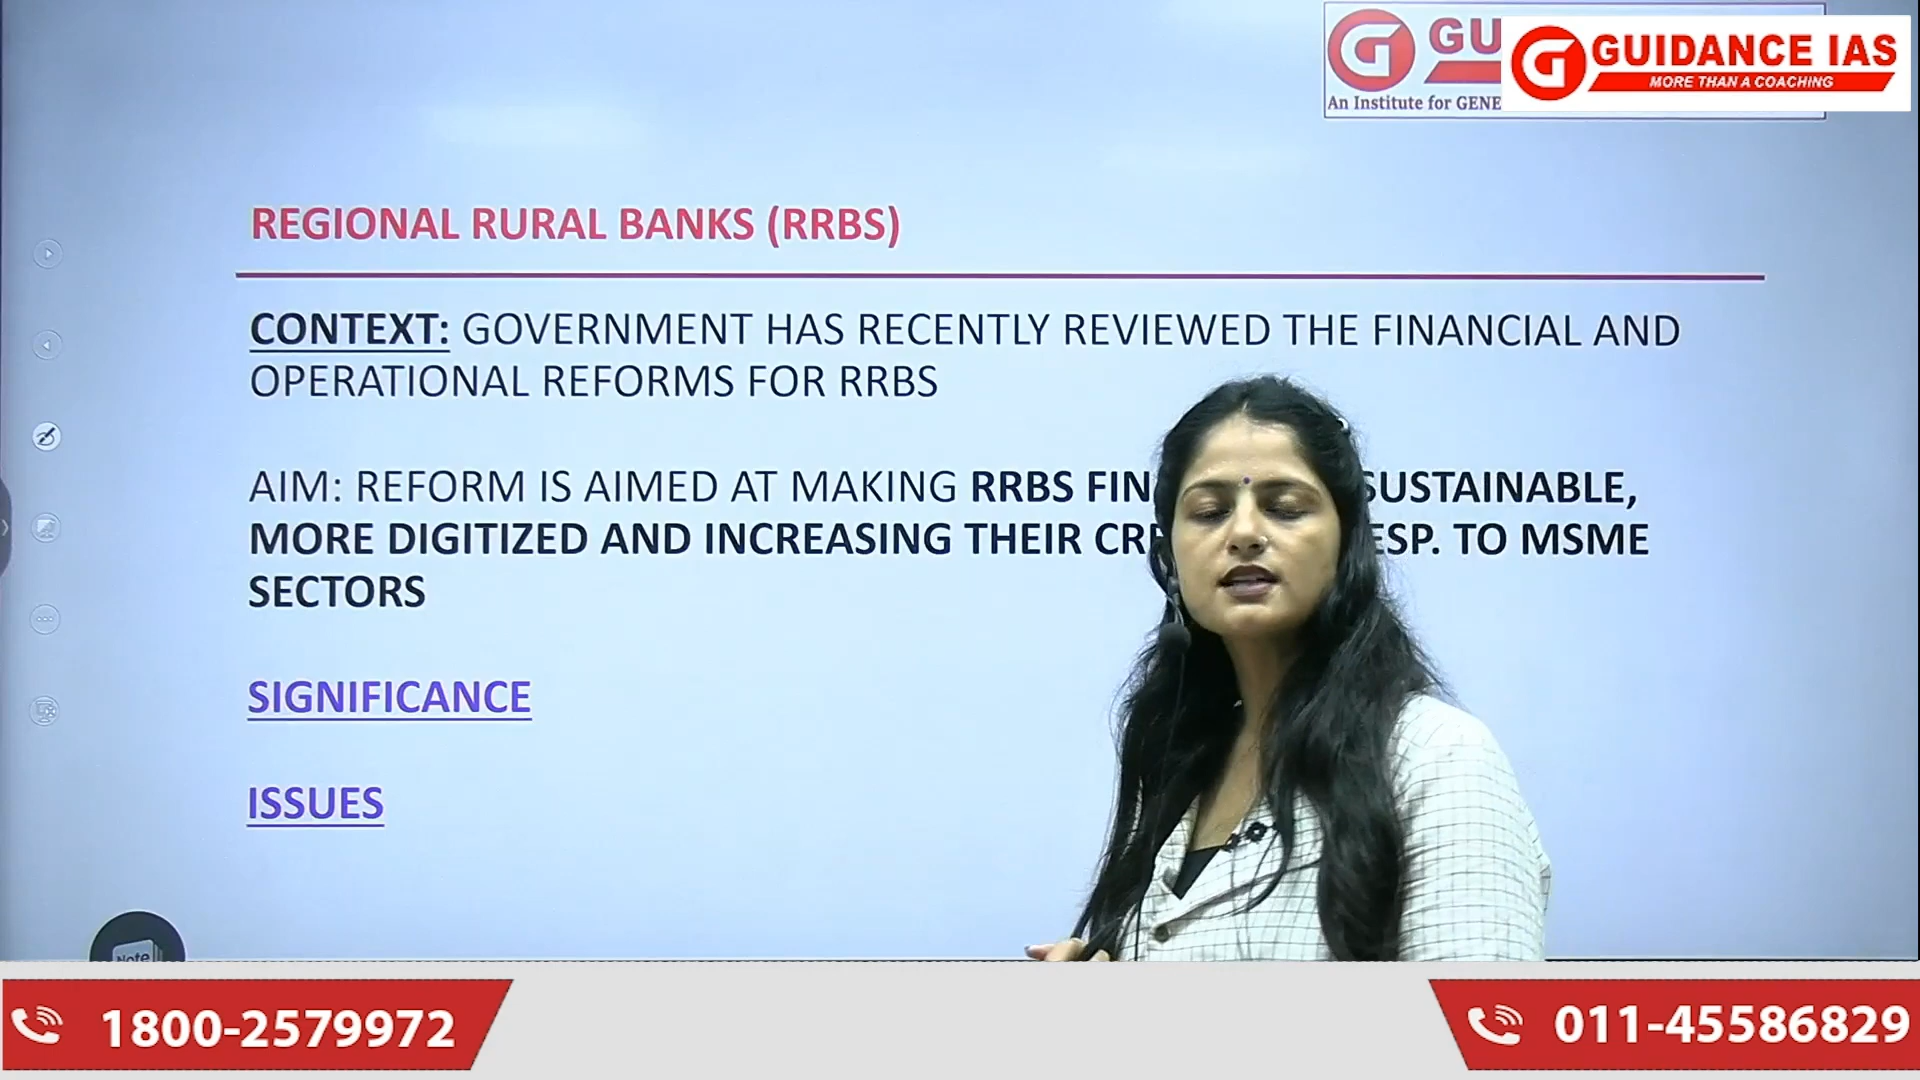 GU
An Institute for GENE
GUIDANCE IAS
MORE THAN A COACHING
REGIONAL RURAL BANKS (RRBS)
CONTEXT: GOVERNMENT HAS RECENTLY REVIEWED THE FINANCIAL AND
OPERATIONAL REFORMS FOR RRBS
AIM: REFORM IS AIMED AT MAKING RRBS FIN SUSTAINABLE,
MORE DIGITIZED AND INCREASING THEIR CR ESP. TO MSME
SECTORS
SIGNIFICANCE
ISSUES
Note
1800-2579972
011-45586829